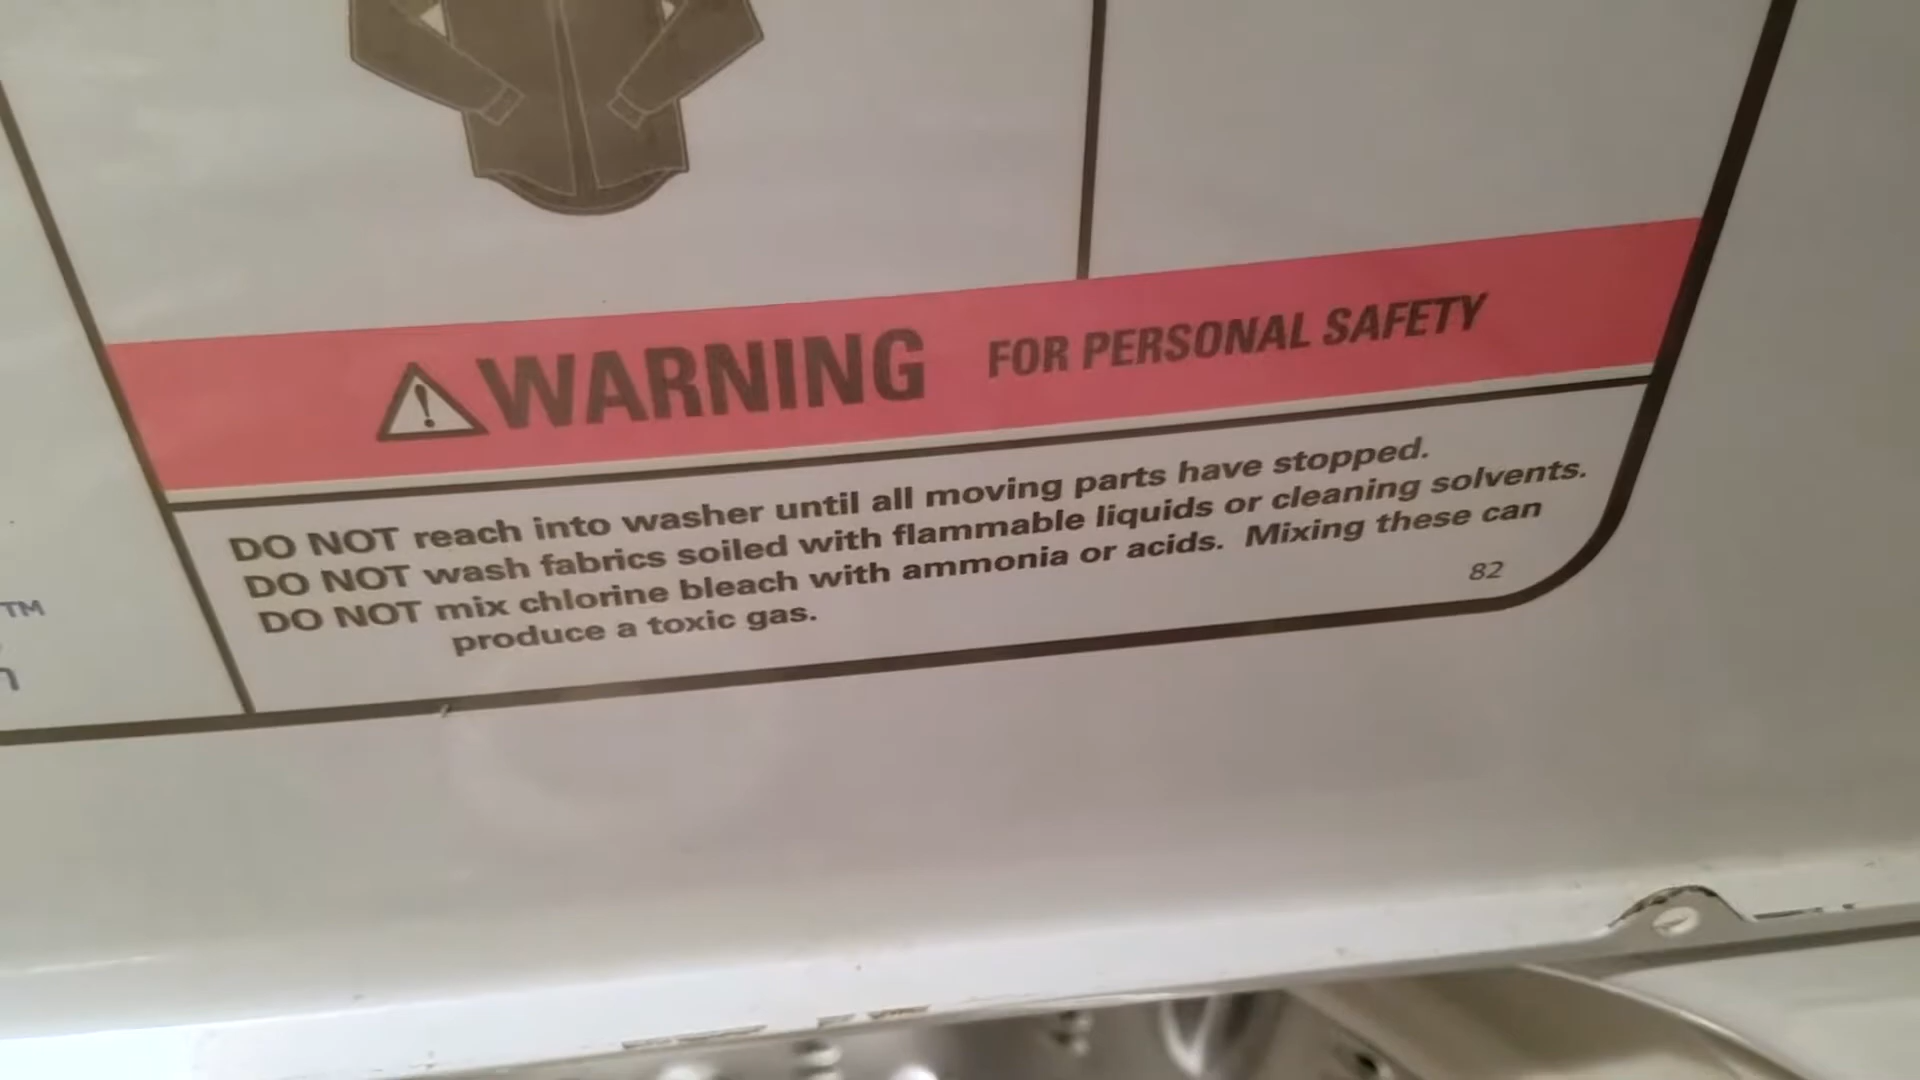 WARNING FOR PERSONAL SAFETY
DO NOT reach into washer until all moving parts have stopped.
DO NOT wash fabrics soiled with flammable liquids or cleaning solvents.
DO NOT mix chlorine bleach with ammonia or acids. Mixing these can
produce a toxic gas.
82
TM